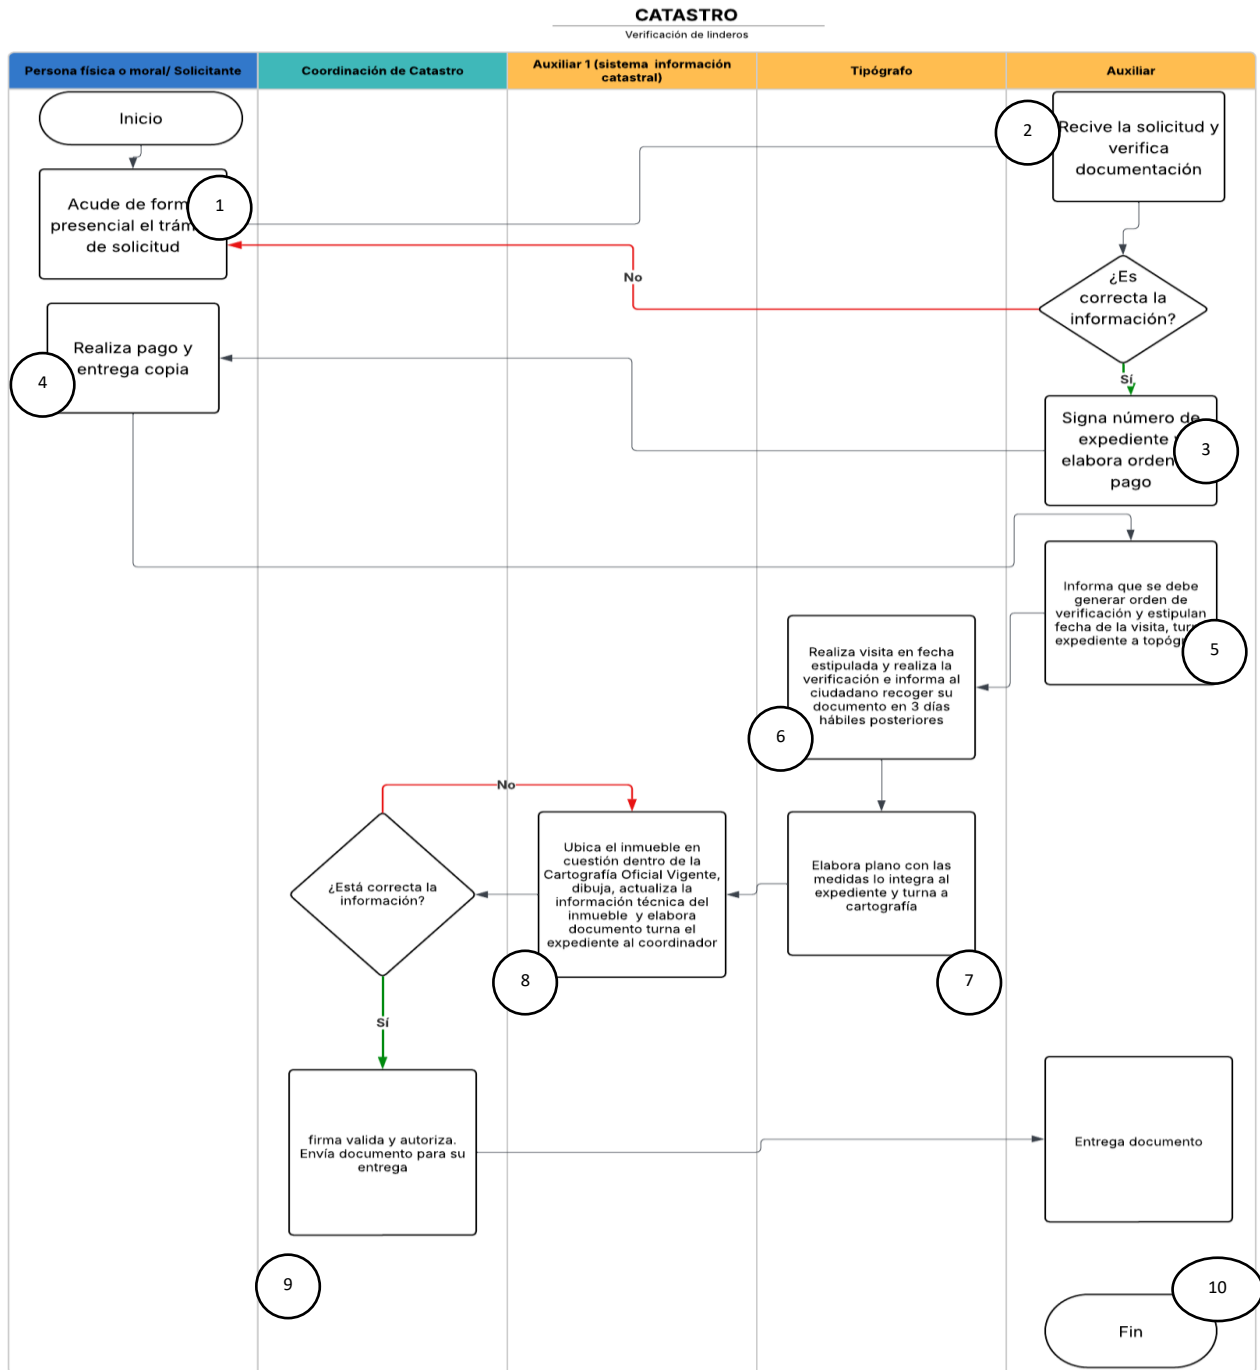 CATASTRO
Verificación de linderos
Persona física o moral/ Solicitante
Coordinación de Catastro
Auxiliar 1 (sistema información
catastral)
Tipógrafo
Auxiliar
Inicio
1
Acude de form
presencial el trám
de solicitud
2
Recive la solicitud y
verifica
documentación
No
¿Es
correcta la
información?
Sí
Realiza pago y
entrega copia
4
Signa número de
expediente
elabora orden
pago
3
Informa que se debe
generar orden de
verificación y estipulan
fecha de la visita, tur
expediente a topóg
5
Realiza visita en fecha
estipulada y realiza la
verificación e informa al
ciudadano recoger su
documento en 3 días
hábiles posteriores
6
No
¿Está correcta la
información?
Ubica el inmueble en
cuestión dentro de la
Cartografía Oficial Vigente,
dibuja, actualiza la
información técnica del
inmueble y elabora
documento turna el
expediente al coordinador
8
Elabora plano con las
medidas lo integra al
expediente y turna a
cartografía
7
Sí
firma valida y autoriza.
Envía documento para su
entrega
Entrega documento
9
10
Fin